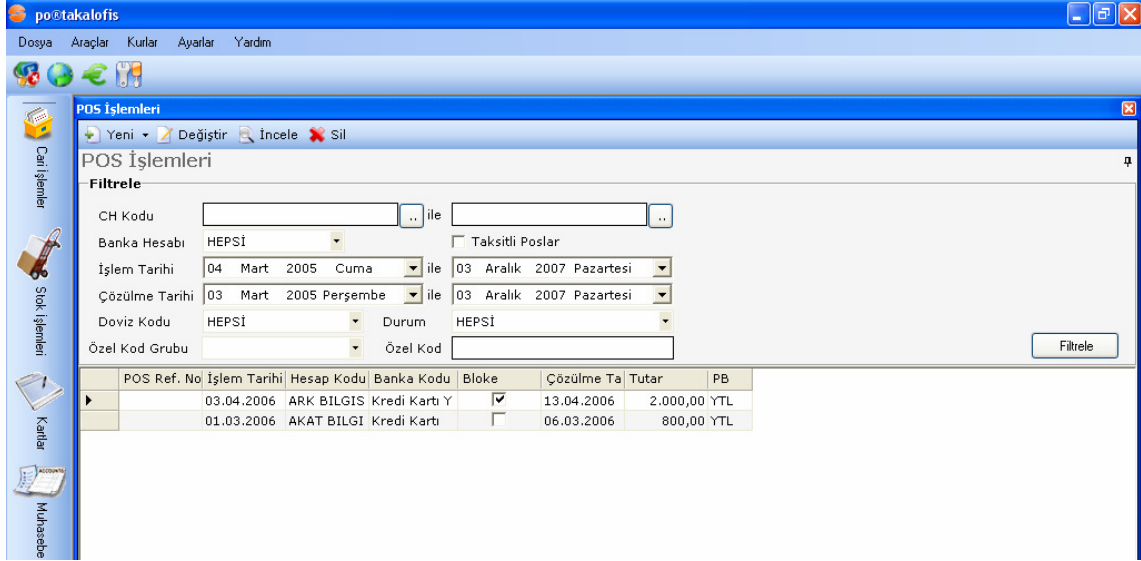 po®takalofis
Dosya Araçlar Kurlar Ayarlar Yardım
POS İşlemleri
Yeni Değiştir İncele Sil
POS İşlemleri
Filtrele
CH Kodu .. ile ..
Banka Hesabı HEPSİ Taksitli Poslar
İşlem Tarihi 04 Mart 2005 Cuma ile 03 Aralık 2007 Pazartesi
Çözülme Tarihi 03 Mart 2005 Perşembe ile 03 Aralık 2007 Pazartesi
Doviz Kodu HEPSİ Durum HEPSİ
Özel Kod Grubu Özel Kod Filtrele
POS Ref. No İşlem Tarihi Hesap Kodu Banka Kodu Bloke Çözülme Ta Tutar PB
03.04.2006 ARK BILGIS Kredi Kartı Y 13.04.2006 2.000,00 YTL
01.03.2006 AKAT BILGI Kredi Kartı 06.03.2006 800,00 YTL
Cari İşlemler
Stok İşlemleri
Kartlar
ACCOUNTS
Muhasebe